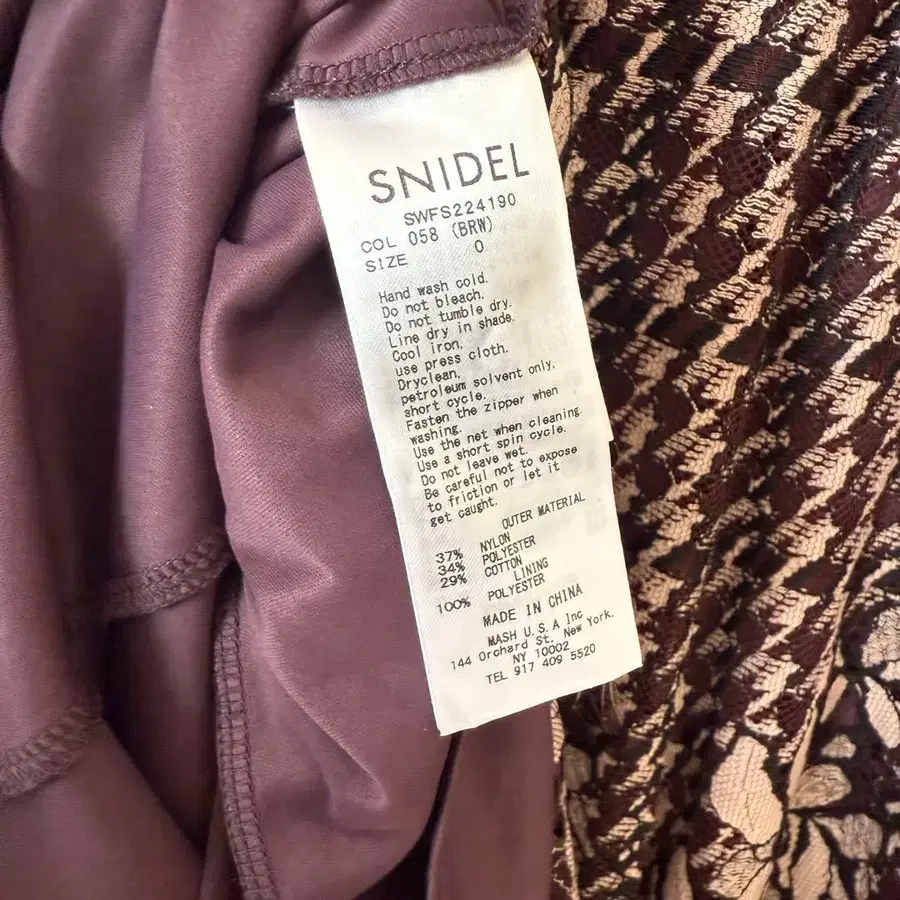 SNIDEL
SWFS224190
COL 058 (BRW)
SIZE 0
Hand wash cold.
Do not bleach.
Do not tumble dry.
Line dry in shade.
Cool iron.
use press cloth.
Dryclean.
petroleum solvent only.
short cycle.
Fasten the zipper when
washing.
Use the net when cleaning.
Use a short spin cycle.
Do not leave wet.
Be careful not to expose
to friction or let it
get caught.
OUTER MATERIAL
37% NYLON
34% POLYESTER
29% COTTON
LINING
100% POLYESTER
MADE IN CHINA
MASH U.S.A Inc
144 Orchard St. New York.
NY 10002
TEL 917 409 5520